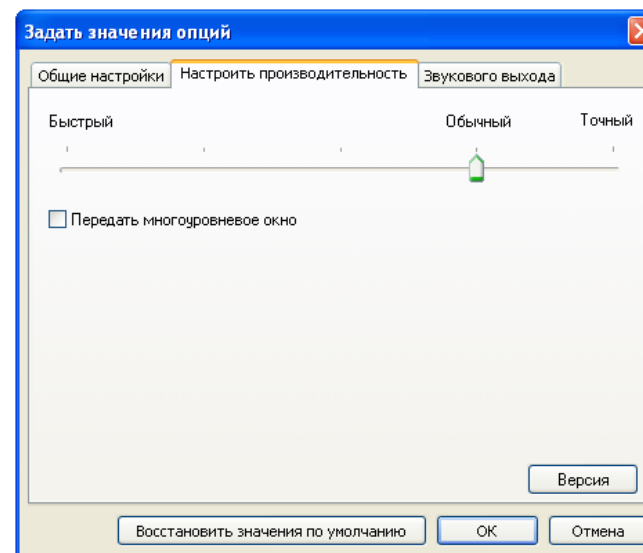 Задать значения опций
Общие настройки Настроить производительность Звукового выхода
Быстрый Обычный Точный
Передать многоуровневое окно
Версия
Восстановить значения по умолчанию OK Отмена